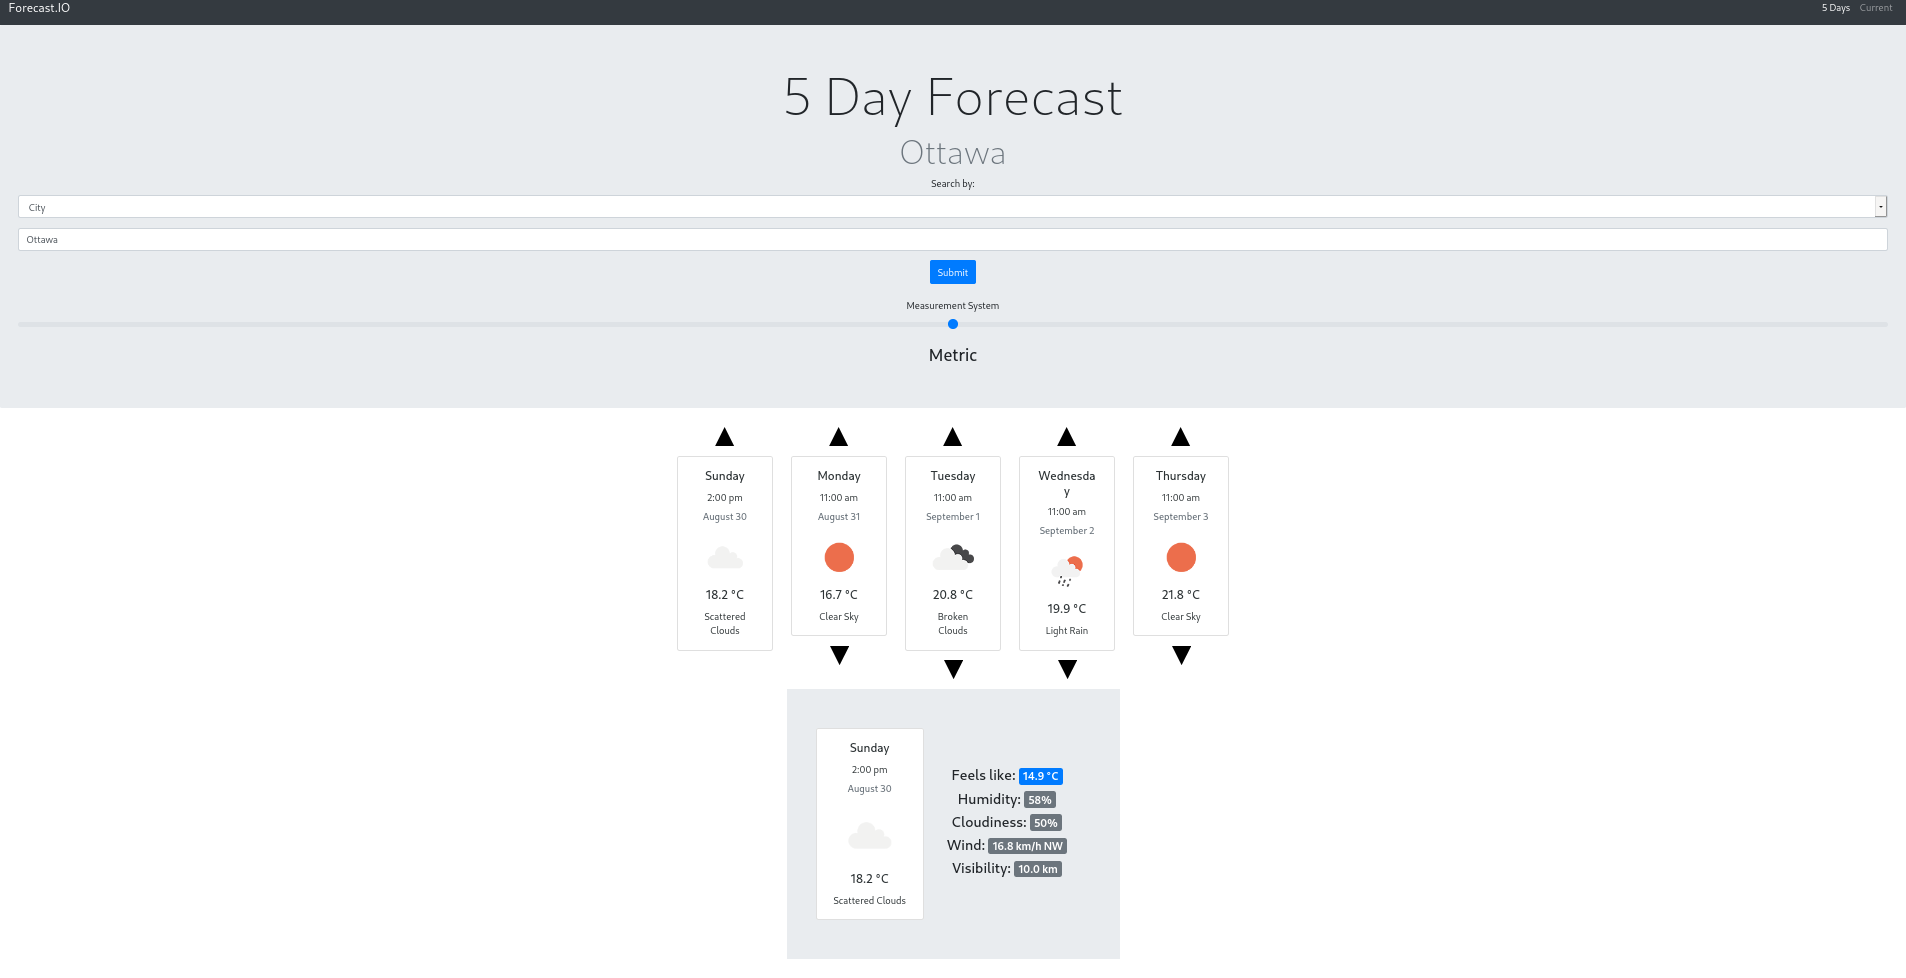 Forecast.IO
5 Days Current
5 Day Forecast
Ottawa
Search by:
City
Ottawa
Submit
Measurement System
Metric
Sunday
2:00 pm
August 30
18.2 °C
Scattered
Clouds
Monday
11:00 am
August 31
16.7 °C
Clear Sky
Tuesday
11:00 am
September 1
20.8 °C
Broken
Clouds
Wednesda
y
11:00 am
September 2
19.9 °C
Light Rain
Thursday
11:00 am
September 3
21.8 °C
Clear Sky
Sunday
2:00 pm
August 30
18.2 °C
Scattered Clouds
Feels like: 14.9 °C
Humidity: 58%
Cloudiness: 50%
Wind: 16.8 km/h NW
Visibility: 10.0 km